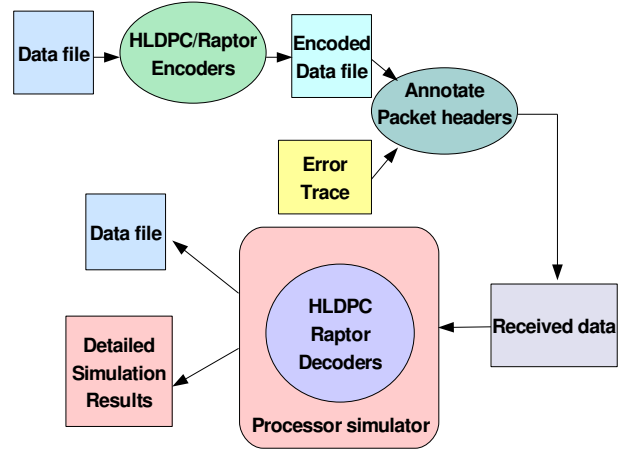 Data file
HLDPC/Raptor
Encoders
Encoded
Data file
Annotate
Packet headers
Error
Trace
Data file
HLDPC
Raptor
Decoders
Received data
Detailed
Simulation
Results
Processor simulator